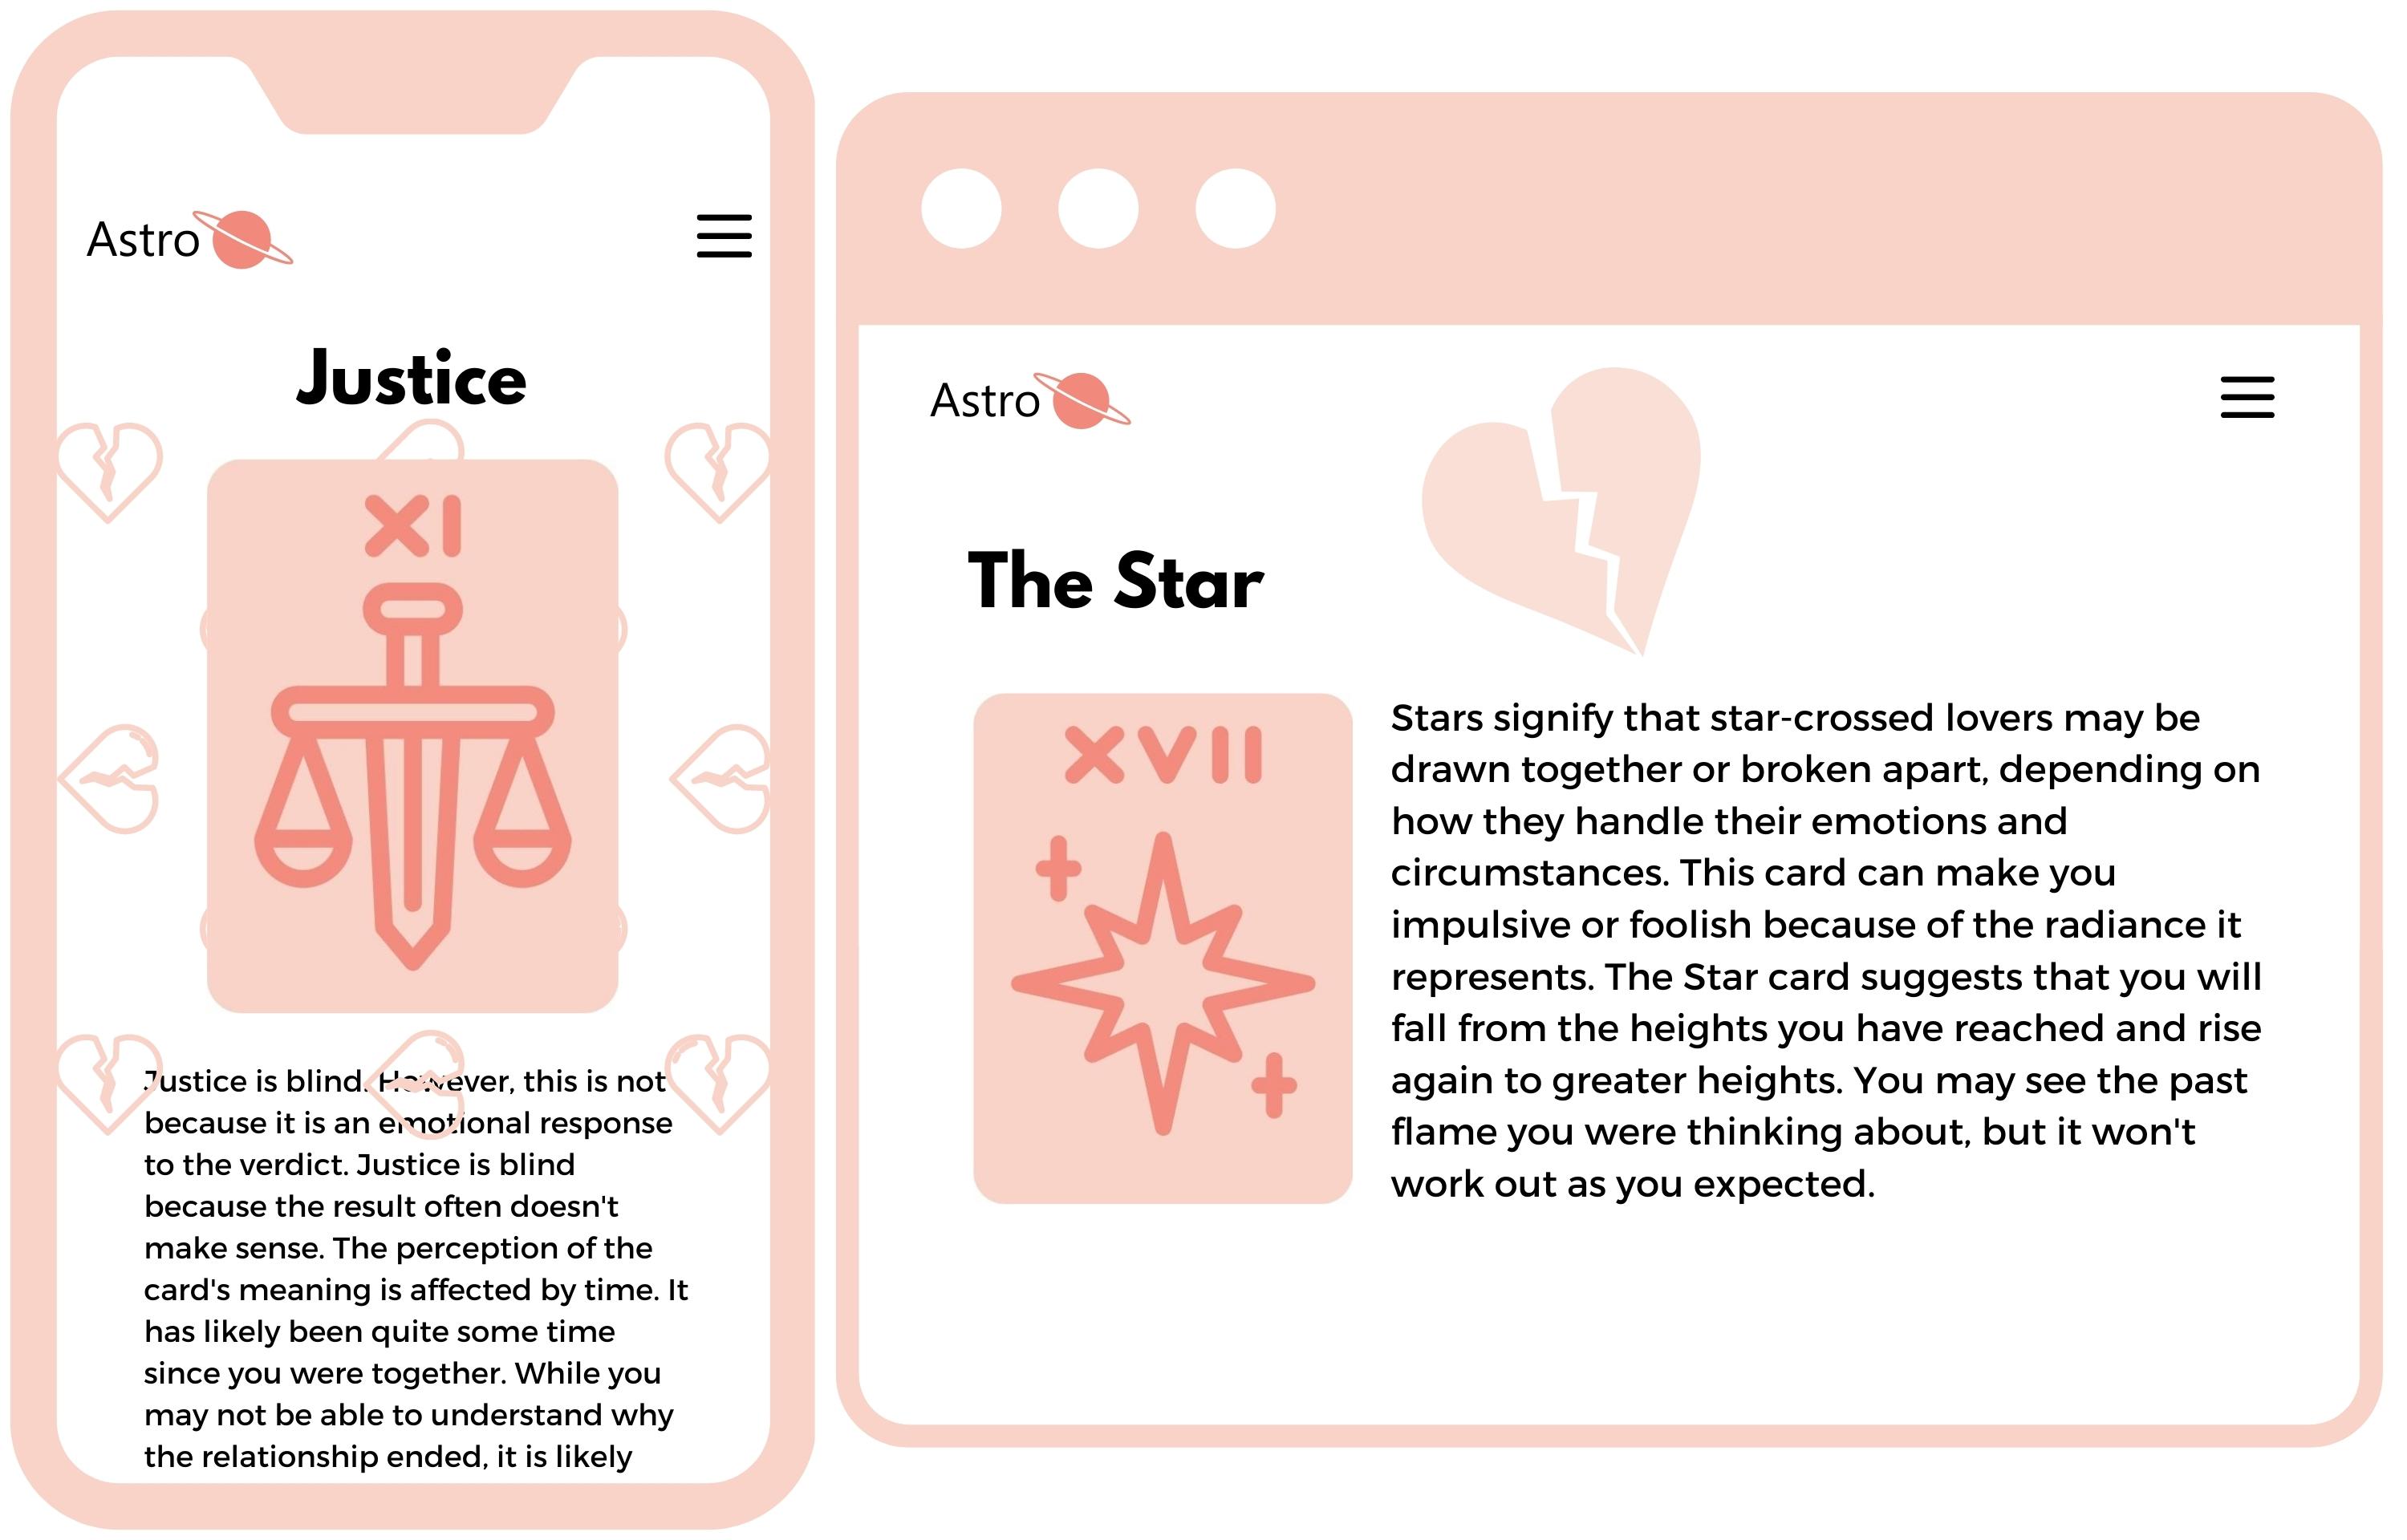 Astro
Justice
XI
Justice is blind. However, this is not
because it is an emotional response
to the verdict. Justice is blind
because the result often doesn't
make sense. The perception of the
card's meaning is affected by time. It
has likely been quite some time
since you were together. While you
may not be able to understand why
the relationship ended, it is likely
Astro
The Star
XVII
Stars signify that star-crossed lovers may be
drawn together or broken apart, depending on
how they handle their emotions and
circumstances. This card can make you
impulsive or foolish because of the radiance it
represents. The Star card suggests that you will
fall from the heights you have reached and rise
again to greater heights. You may see the past
flame you were thinking about, but it won't
work out as you expected.